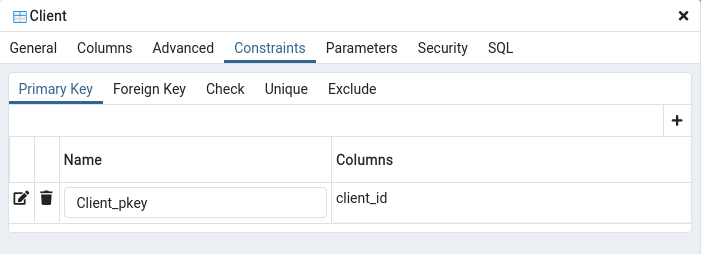 Client
General Columns Advanced Constraints Parameters Security SQL
Primary Key Foreign Key Check Unique Exclude
Name Columns
Client_pkey client_id